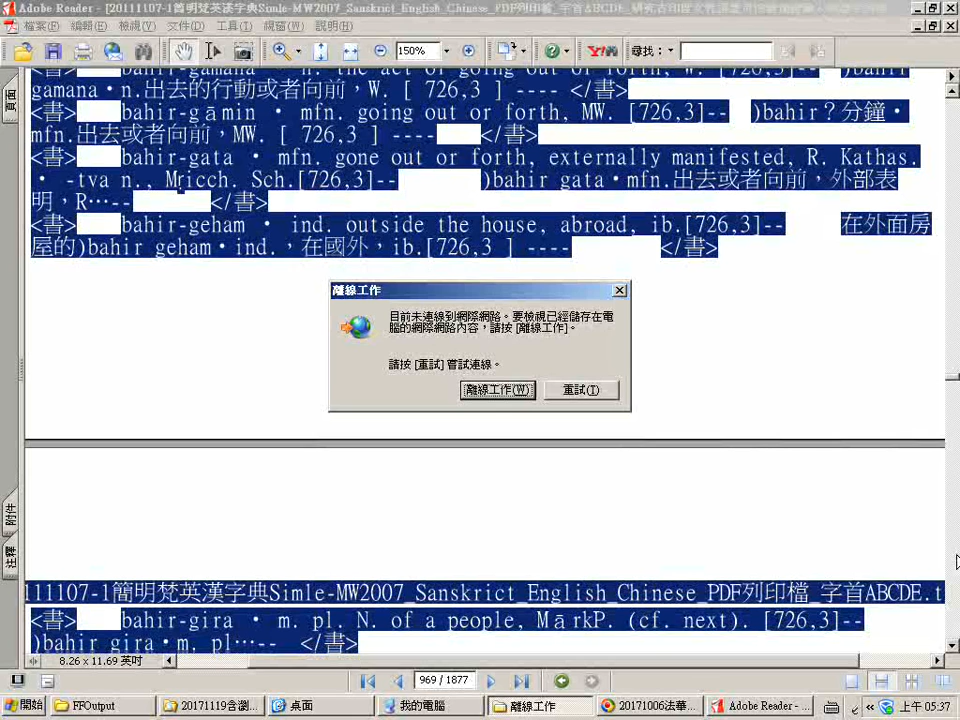 Adobe Reader - [20111107-1簡明梵英漢字典Simle-MW2007_Sanskrict_English_Chinese_PDF列印檔_字首ABCDE.
檔案(F) 編輯(E) 檢視(V) 文件(D) 工具(T) 視窗(W) 說明(H)
150% 尋找:
頁面
gamana•n.出去的行動或者向前,W. [ 726,3 ] ---- </書>
<書> bahir-gāmin • mfn. going out or forth, MW. [726,3]-- )bahir?分鐘•
mfn.出去或者向前,MW. [ 726,3 ] ---- </書>
<書> bahir-gata • mfn. gone out or forth, externally manifested, R. Kathas.
• -tva n., Mricch. Sch.[726,3]-- )bahir gata•mfn.出去或者向前,外部表
明,R…-- </書>
<書> bahir-geham • ind. outside the house, abroad, ib.[726,3]-- 在外面房
屋的)bahir geham•ind.,在國外,ib.[726,3 ] ---- </書>
離線工作
目前未連線到網際網路。要檢視已經儲存在電
腦的網際網路內容,請按 [離線工作]。
請按 [重試] 嘗試連線。
離線工作(W) 重試(T)
附件
注釋
111107-1簡明梵英漢字典Simle-MW2007_Sanskrict_English_Chinese_PDF列印檔_字首ABCDE.t
<書> bahir-gira • m. pl. N. of a people, MārkP. (cf. next). [726,3]--
)bahir gira•m. pl…-- </書>
8.26 x 11.69 英吋
969 / 1877
開始 FFOutput 20171119含瀏... 桌面 我的電腦 離線工作 20171006法華... Adobe Reader - ... 上午 05:37